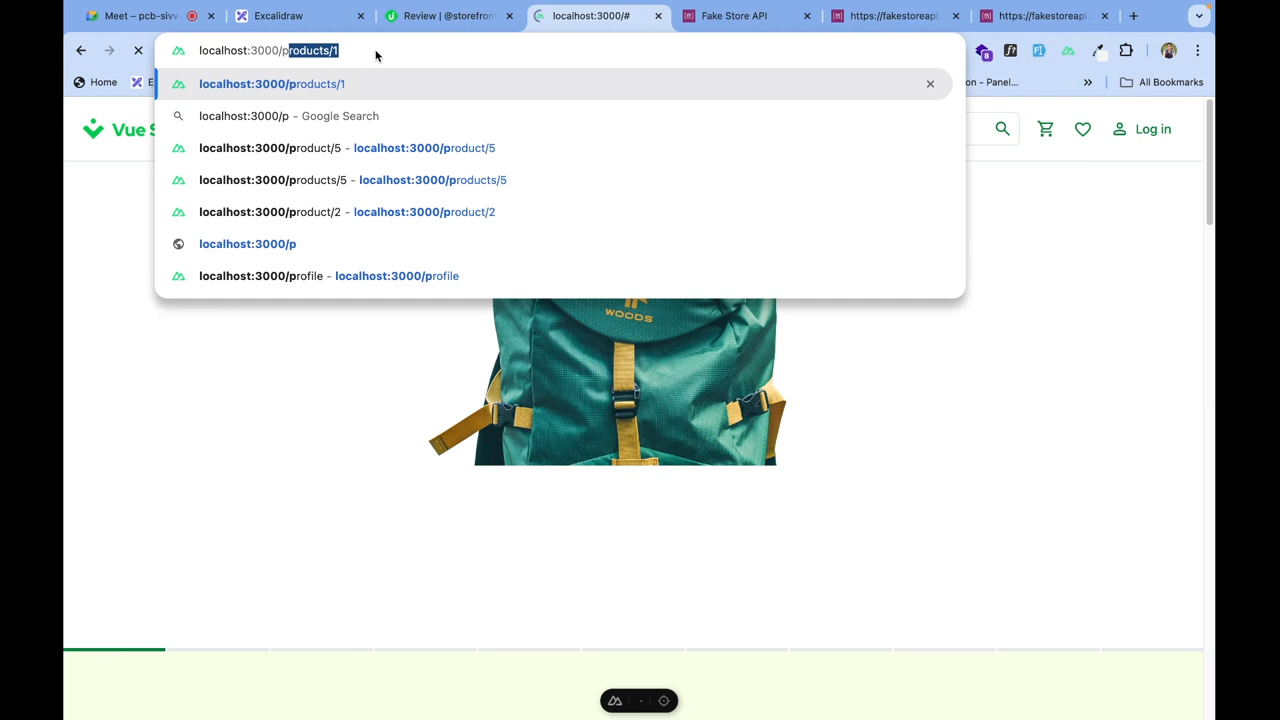 Meet – pcb-sivv-
Excalidraw
Review | @storefron
localhost:3000/#
Fake Store API
https://fakestoreapi.
https://fakestoreapi.
localhost:3000/products/1
8
Home
E
on - Panel...
»
All Bookmarks
localhost:3000/products/1
localhost:3000/p - Google Search
localhost:3000/product/5 - localhost:3000/product/5
localhost:3000/products/5 - localhost:3000/products/5
localhost:3000/product/2 - localhost:3000/product/2
localhost:3000/p
localhost:3000/profile - localhost:3000/profile
Vue S
Log in
WOODS